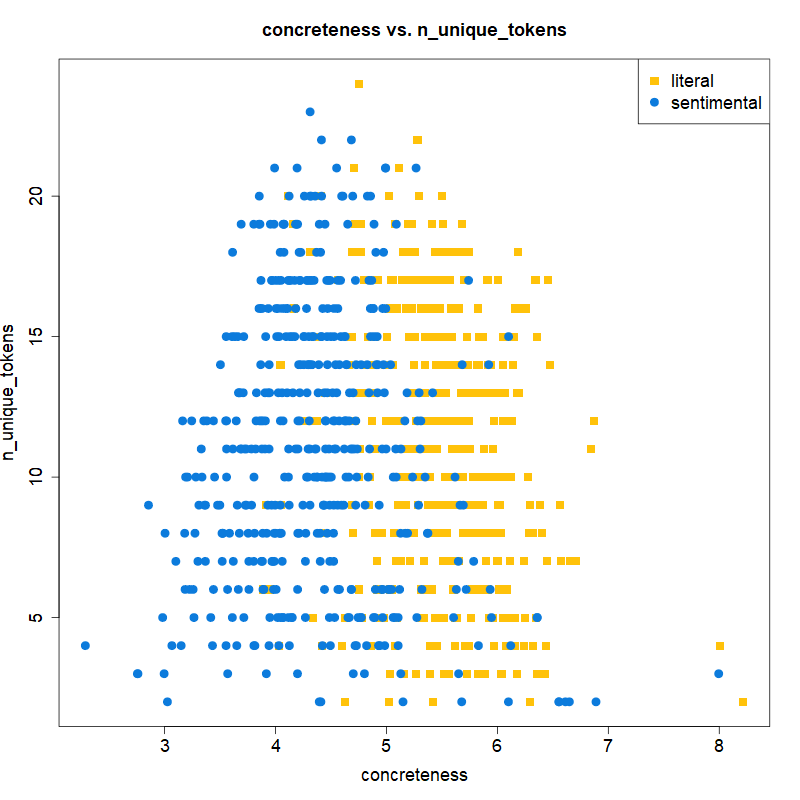 concreteness vs. n_unique_tokens
literal
sentimental
n_unique_tokens
20
15
10
5
3 4 5 6 7 8
concreteness